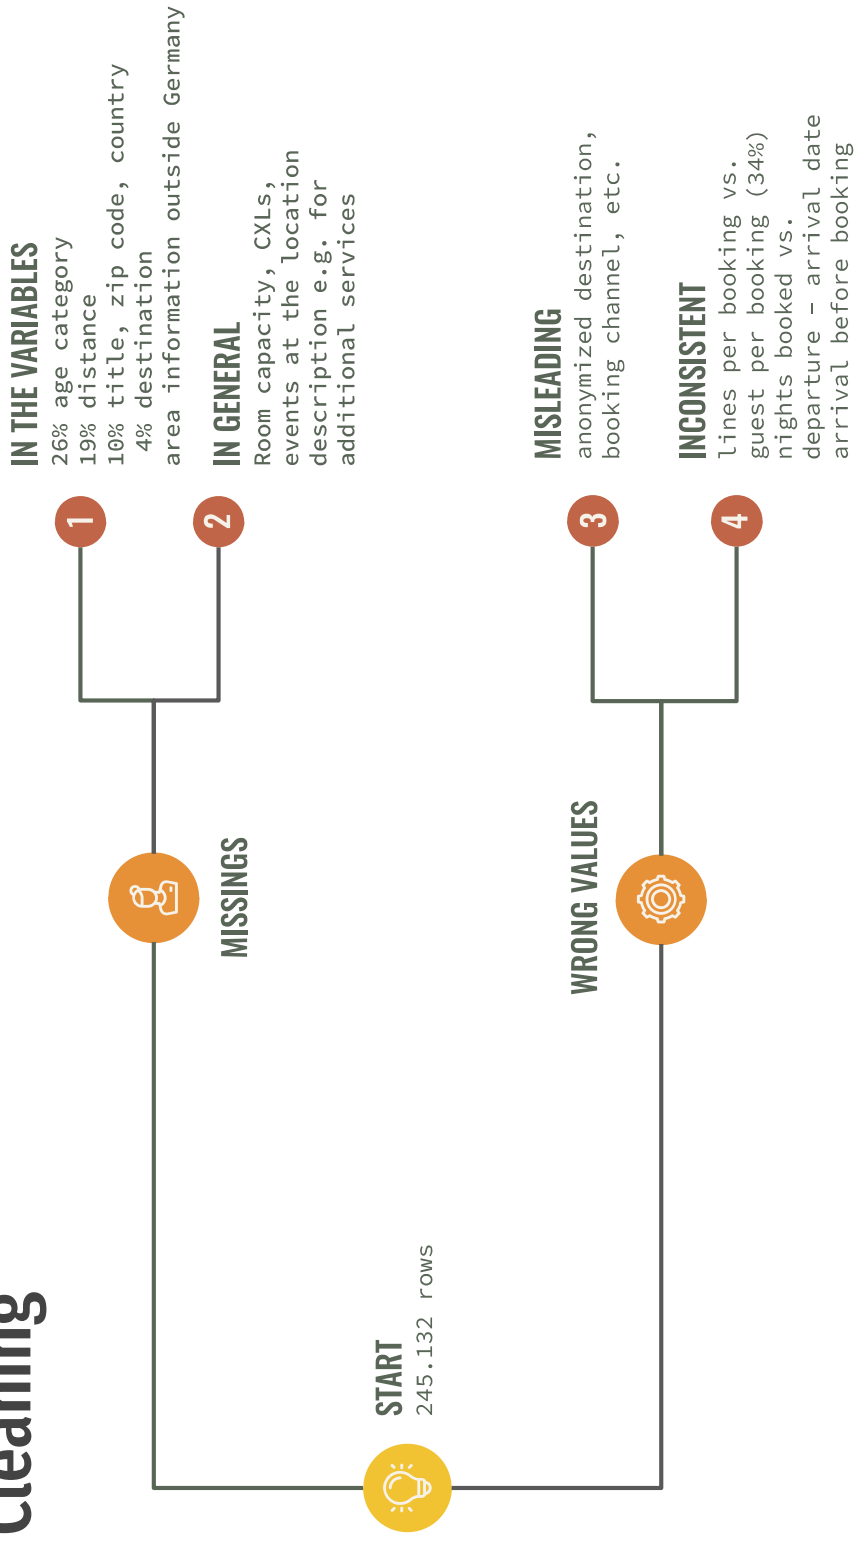 Cleaning
START
245.132 rows
MISSINGS
1
IN THE VARIABLES
26% age category
19% distance
10% title, zip code, country
4% destination
area information outside Germany
2
IN GENERAL
Room capacity, CXLs,
events at the location
description e.g. for
additional services
WRONG VALUES
3
MISLEADING
anonymized destination,
booking channel, etc.
4
INCONSISTENT
lines per booking vs.
guest per booking (34%)
nights booked vs.
departure – arrival date
arrival before booking